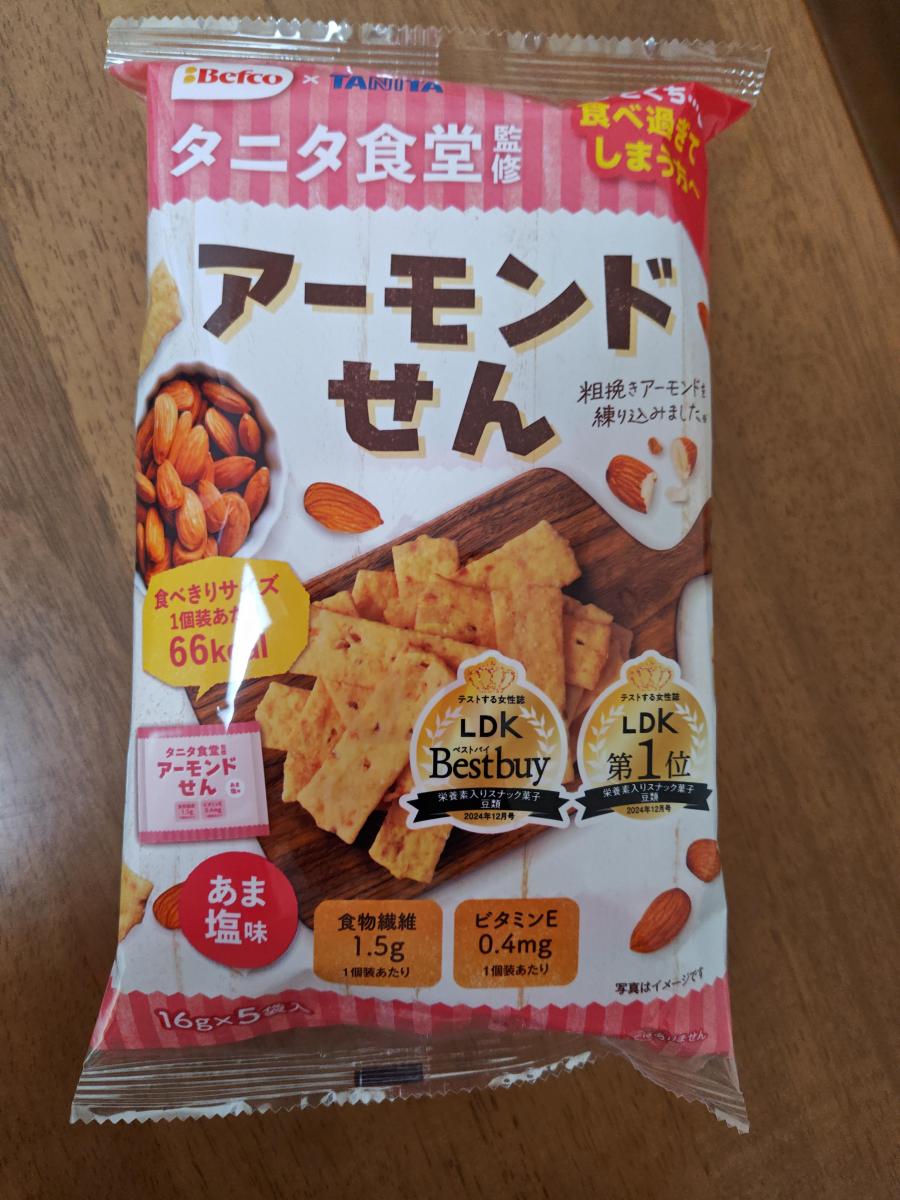 Befco × TANITA
タニタ食堂監修
食べ過ぎて
しまう方へ
アーモンド
せん
粗挽きアーモンドを
練り込みました。
食べきりサイズ
1個装あたり
66kcal
テストする女性誌
LDK
ベストバイ
Bestbuy
栄養素入りスナック菓子
豆類
2024年12月号
テストする女性誌
LDK
第1位
栄養素入りスナック菓子
豆類
2024年12月号
タニタ食堂監修
アーモンド
せん
あま
塩味
食物繊維
1.5g
1個装あたり
ビタミンE
0.4mg
1個装あたり
写真はイメージです
16g×5袋入